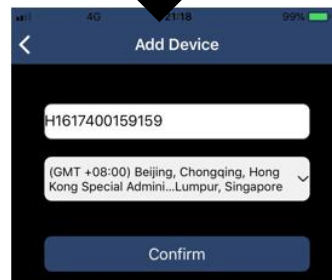 4G 21:18 99%
Add Device
H1617400159159
(GMT +08:00) Beijing, Chongqing, Hong
Kong Special Admini...Lumpur, Singapore
Confirm